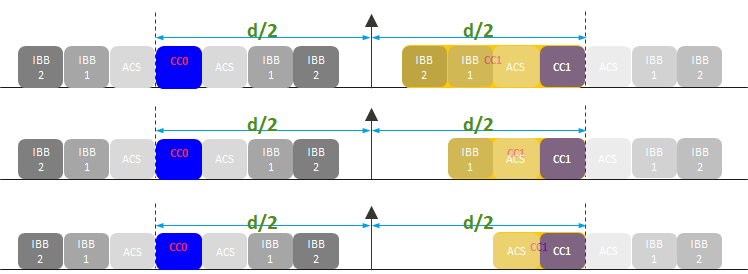 d/2 d/2
IBB 2 IBB 1 ACS CC0 ACS IBB 1 IBB 2 IBB 2 IBB 1 CC1 ACS CC1 ACS IBB 1 IBB 2
d/2 d/2
IBB 2 IBB 1 ACS CC0 ACS IBB 1 IBB 2 IBB 1 CC1 ACS CC1 ACS IBB 1 IBB 2
d/2 d/2
IBB 2 IBB 1 ACS CC0 ACS IBB 1 IBB 2 ACS CC1 CC1 ACS IBB 1 IBB 2